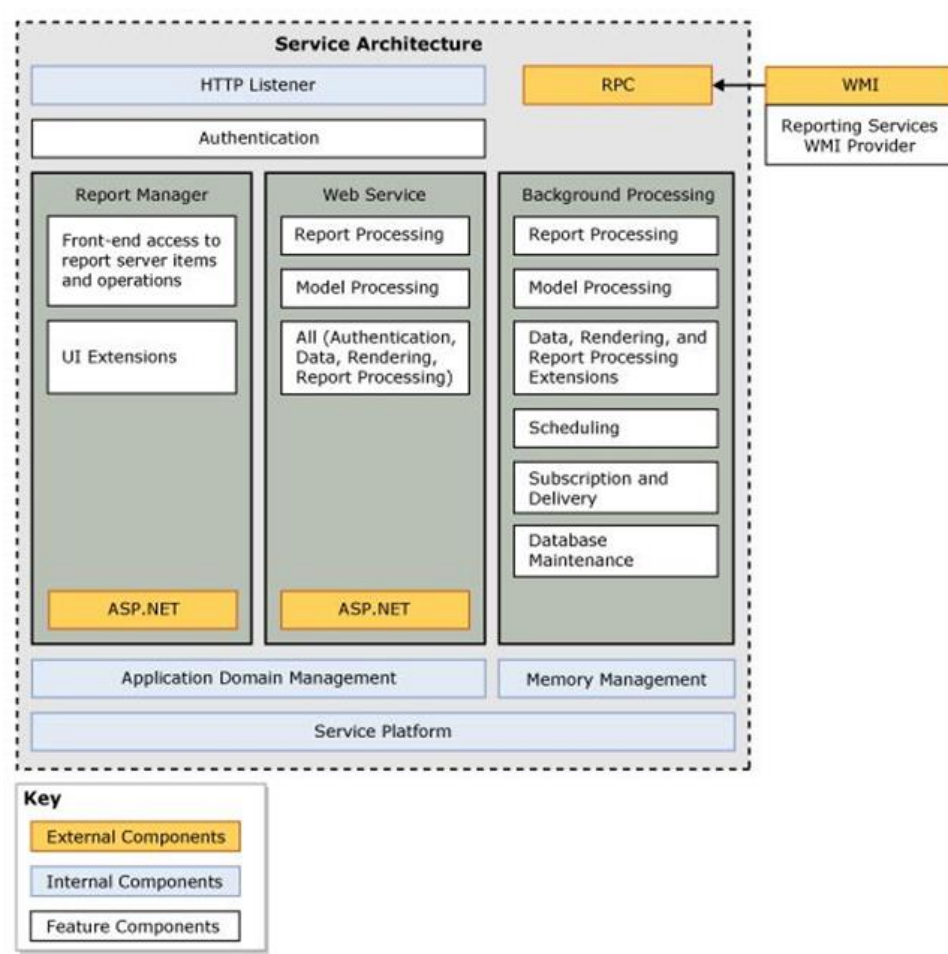 Service Architecture
HTTP Listener
RPC
WMI
Reporting Services
WMI Provider
Authentication
Report Manager
Front-end access to
report server items
and operations
UI Extensions
ASP.NET
Web Service
Report Processing
Model Processing
All (Authentication,
Data, Rendering,
Report Processing)
ASP.NET
Background Processing
Report Processing
Model Processing
Data, Rendering, and
Report Processing
Extensions
Scheduling
Subscription and
Delivery
Database
Maintenance
Application Domain Management
Memory Management
Service Platform
Key
External Components
Internal Components
Feature Components